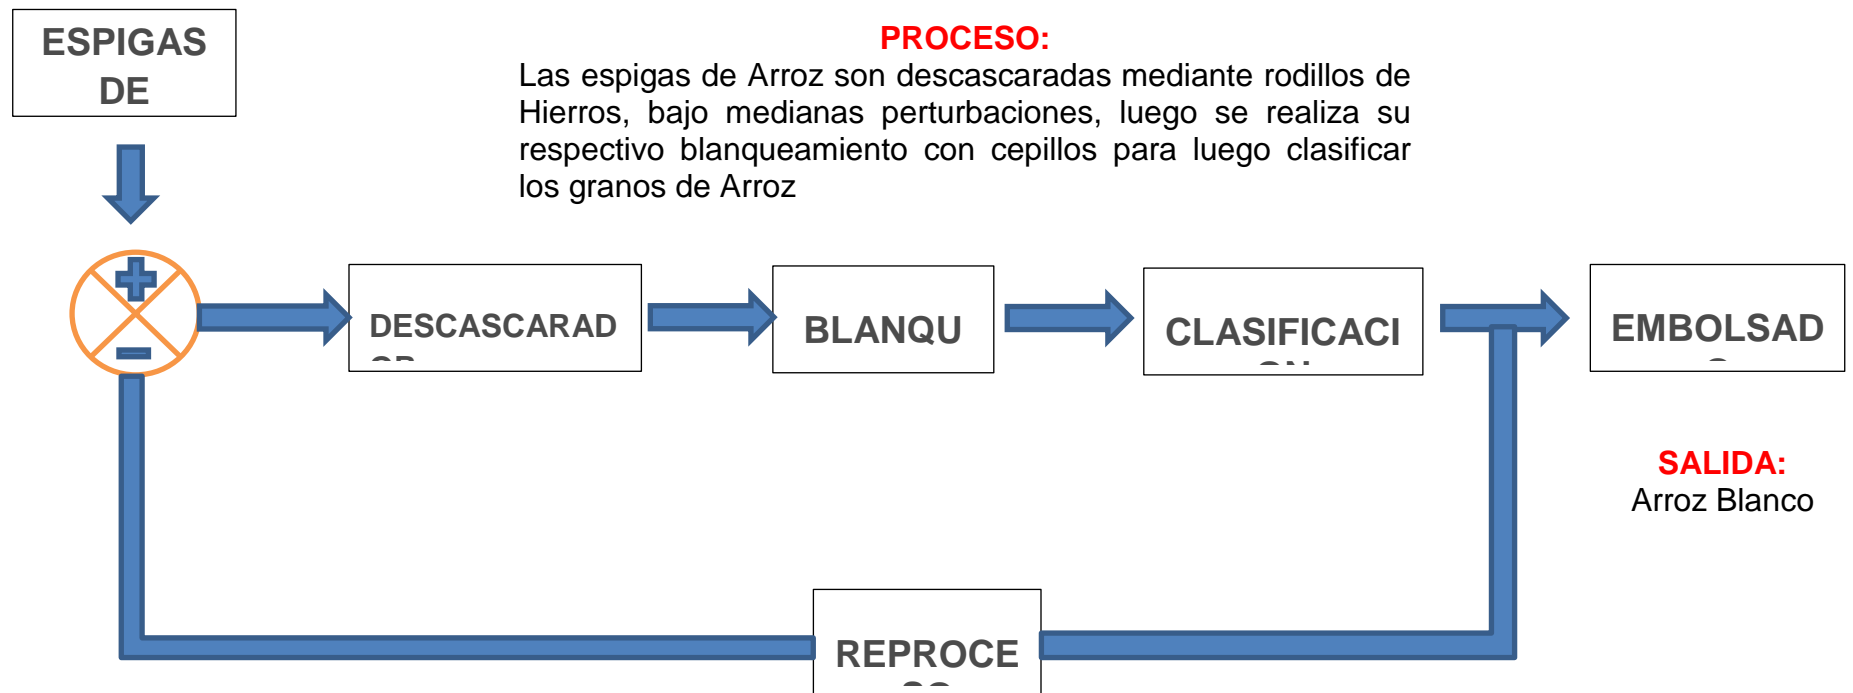 ESPIGAS
DE
PROCESO:
Las espigas de Arroz son descascaradas mediante rodillos de
Hierros, bajo medianas perturbaciones, luego se realiza su
respectivo blanqueamiento con cepillos para luego clasificar
los granos de Arroz
DESCASCARAD
BLANQU
CLASIFICACI
EMBOLSAD
SALIDA:
Arroz Blanco
REPROCE